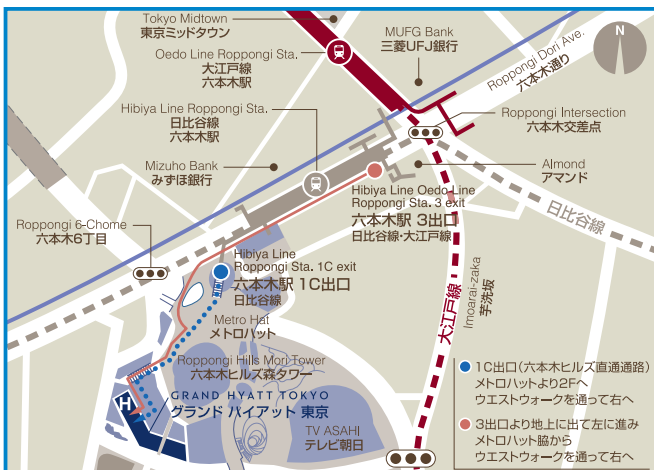 Tokyo Midtown
東京ミッドタウン
MUFG Bank
三菱UFJ銀行
N
Oedo Line Roppongi Sta.
大江戸線
六本木駅
Roppongi Dori Ave.
六本木通り
Hibiya Line Roppongi Sta.
日比谷線
六本木駅
Roppongi Intersection
六本木交差点
Mizuho Bank
みずほ銀行
Almond
アマンド
Hibiya Line Oedo Line
Roppongi Sta. 3 exit
六本木駅 3出口
日比谷線・大江戸線
日比谷線
Roppongi 6-Chome
六本木6丁目
Hibiya Line
Roppongi Sta. 1C exit
六本木駅 1C出口
日比谷線
大江戸線
Imoarai-zaka
芋洗坂
Metro Hat
メトロハット
Roppongi Hills Mori Tower
六本木ヒルズ森タワー
H
GRAND HYATT TOKYO
グランド ハイアット 東京
TV ASAHI
テレビ朝日
1C出口(六本木ヒルズ直通通路)
メトロハットより2Fへ
ウエストウォークを通って右へ
3出口より地上に出て左に進み
メトロハット脇から
ウエストウォークを通って右へ